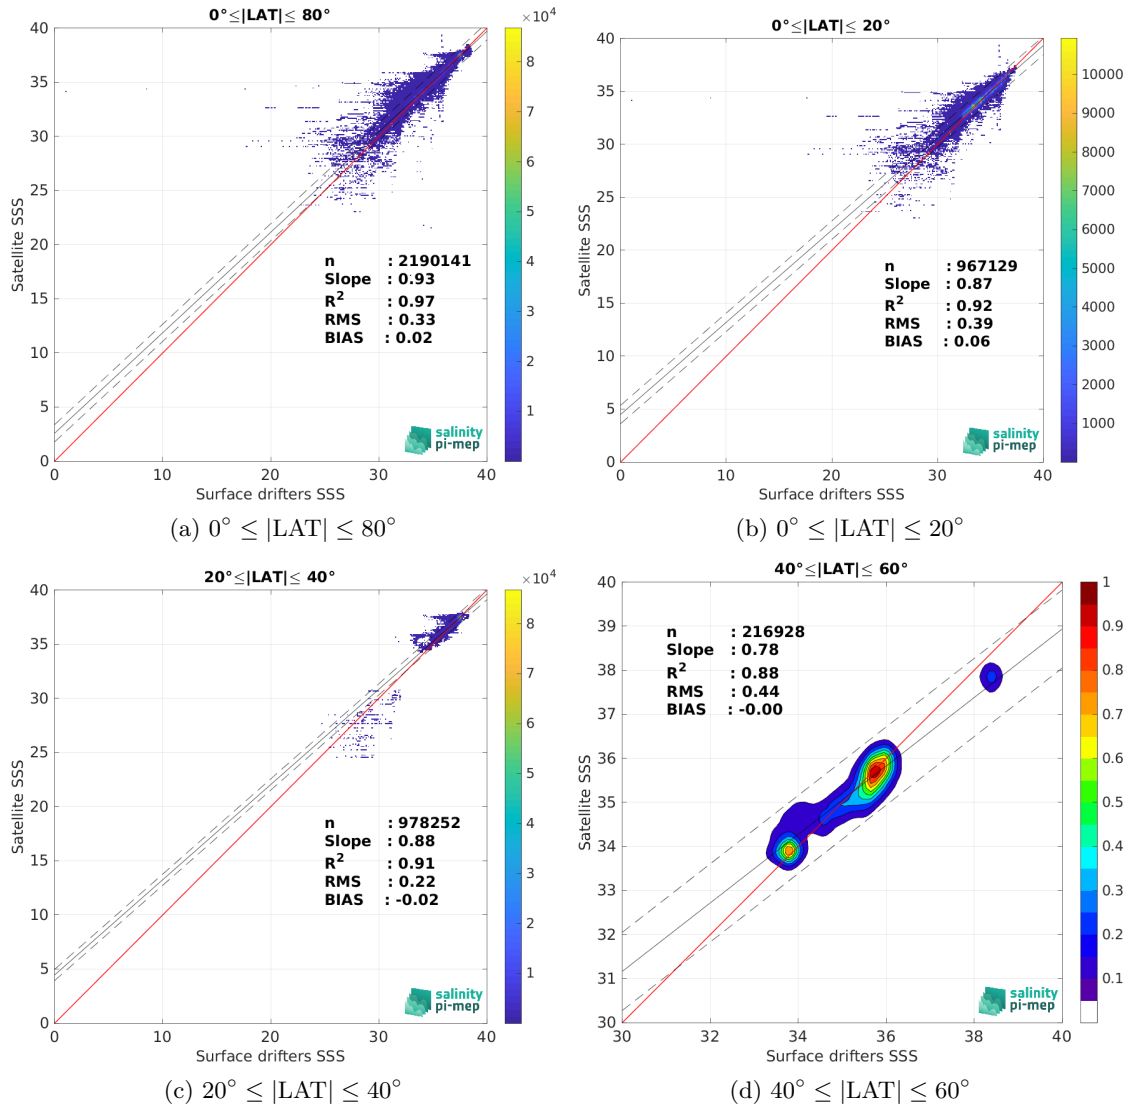 0°≤|LAT|≤ 80°
×10⁴
40
35
30
25
20
15
10
5
0
Satellite SSS
n : 2190141
Slope : 0.93
R² : 0.97
RMS : 0.33
BIAS : 0.02
salinity
pi-mep
0 10 20 30 40
Surface drifters SSS
8
7
6
5
4
3
2
1
(a) 0° ≤ |LAT| ≤ 80°
0°≤|LAT|≤ 20°
40
35
30
25
20
15
10
5
0
Satellite SSS
n : 967129
Slope : 0.87
R² : 0.92
RMS : 0.39
BIAS : 0.06
salinity
pi-mep
0 10 20 30 40
Surface drifters SSS
10000
9000
8000
7000
6000
5000
4000
3000
2000
1000
(b) 0° ≤ |LAT| ≤ 20°
20°≤|LAT|≤ 40°
×10⁴
40
35
30
25
20
15
10
5
0
Satellite SSS
n : 978252
Slope : 0.88
R² : 0.91
RMS : 0.22
BIAS : -0.02
salinity
pi-mep
0 10 20 30 40
Surface drifters SSS
8
7
6
5
4
3
2
1
(c) 20° ≤ |LAT| ≤ 40°
40°≤|LAT|≤ 60°
40
39
38
37
36
35
34
33
32
31
30
Satellite SSS
n : 216928
Slope : 0.78
R² : 0.88
RMS : 0.44
BIAS : -0.00
salinity
pi-mep
30 32 34 36 38 40
Surface drifters SSS
1
0.9
0.8
0.7
0.6
0.5
0.4
0.3
0.2
0.1
(d) 40° ≤ |LAT| ≤ 60°